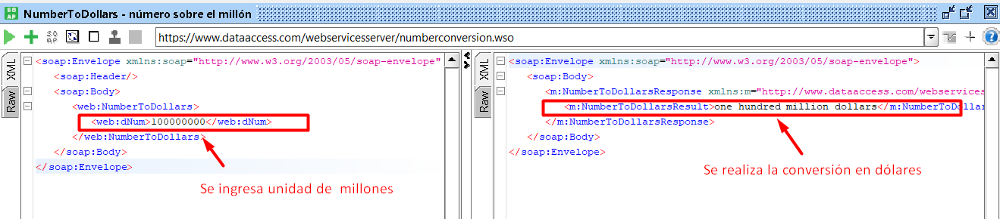 NumberToDollars - número sobre el millón
https://www.dataaccess.com/webservicesserver/numberconversion.wso
XML
Raw
<soap:Envelope xmlns:soap="http://www.w3.org/2003/05/soap-envelope"
<soap:Header/>
<soap:Body>
<web:NumberToDollars>
<web:dNum>100000000</web:dNum>
</web:NumberToDollars>
</soap:Body>
</soap:Envelope>
Se ingresa unidad de millones
XML
Raw
<soap:Envelope xmlns:soap="http://www.w3.org/2003/05/soap-envelope">
<soap:Body>
<m:NumberToDollarsResponse xmlns:m="http://www.dataaccess.com/webservices
<m:NumberToDollarsResult>one hundred million dollars</m:NumberToDollar
</m:NumberToDollarsResponse>
</soap:Body>
</soap:Envelope>
Se realiza la conversión en dólares